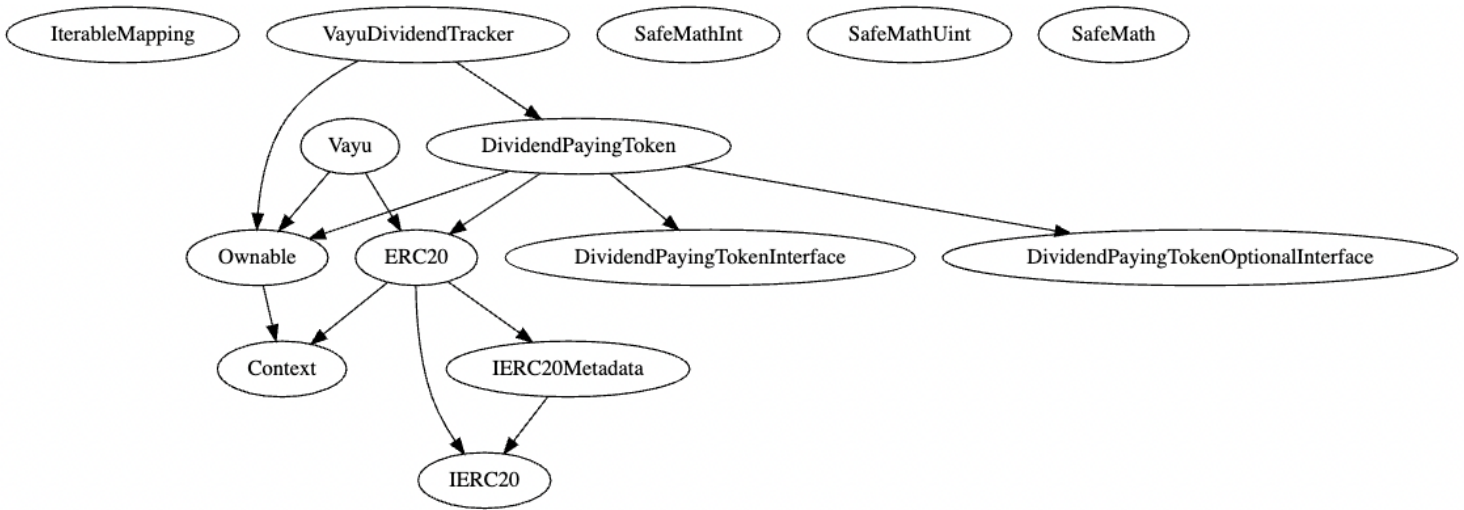 IterableMapping
VayuDividendTracker
SafeMathInt
SafeMathUint
SafeMath
Vayu
DividendPayingToken
Ownable
ERC20
DividendPayingTokenInterface
DividendPayingTokenOptionalInterface
Context
IERC20Metadata
IERC20